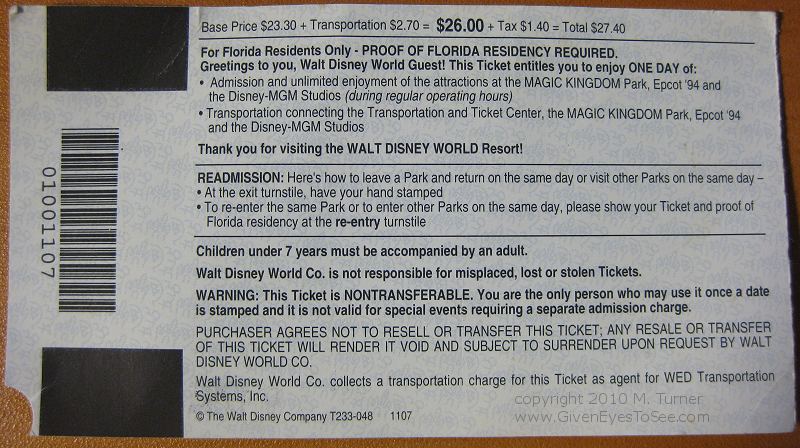 Base Price $23.30 + Transportation $2.70 = $26.00 + Tax $1.40 = Total $27.40
For Florida Residents Only - PROOF OF FLORIDA RESIDENCY REQUIRED.
Greetings to you, Walt Disney World Guest! This Ticket entitles you to enjoy ONE DAY of:
• Admission and unlimited enjoyment of the attractions at the MAGIC KINGDOM Park, Epcot '94 and
the Disney-MGM Studios (during regular operating hours)
• Transportation connecting the Transportation and Ticket Center, the MAGIC KINGDOM Park, Epcot '94
and the Disney-MGM Studios
Thank you for visiting the WALT DISNEY WORLD Resort!
READMISSION: Here's how to leave a Park and return on the same day or visit other Parks on the same day –
• At the exit turnstile, have your hand stamped
• To re-enter the same Park or to enter other Parks on the same day, please show your Ticket and proof of
Florida residency at the re-entry turnstile
Children under 7 years must be accompanied by an adult.
Walt Disney World Co. is not responsible for misplaced, lost or stolen Tickets.
WARNING: This Ticket is NONTRANSFERABLE. You are the only person who may use it once a date
is stamped and it is not valid for special events requiring a separate admission charge.
PURCHASER AGREES NOT TO RESELL OR TRANSFER THIS TICKET; ANY RESALE OR TRANSFER
OF THIS TICKET WILL RENDER IT VOID AND SUBJECT TO SURRENDER UPON REQUEST BY WALT
DISNEY WORLD CO.
Walt Disney World Co. collects a transportation charge for this Ticket as agent for WED Transportation
Systems, Inc.
© The Walt Disney Company T233-048 1107
01001107
copyright 2010 M. Turner
www.GivenEyesToSee.com